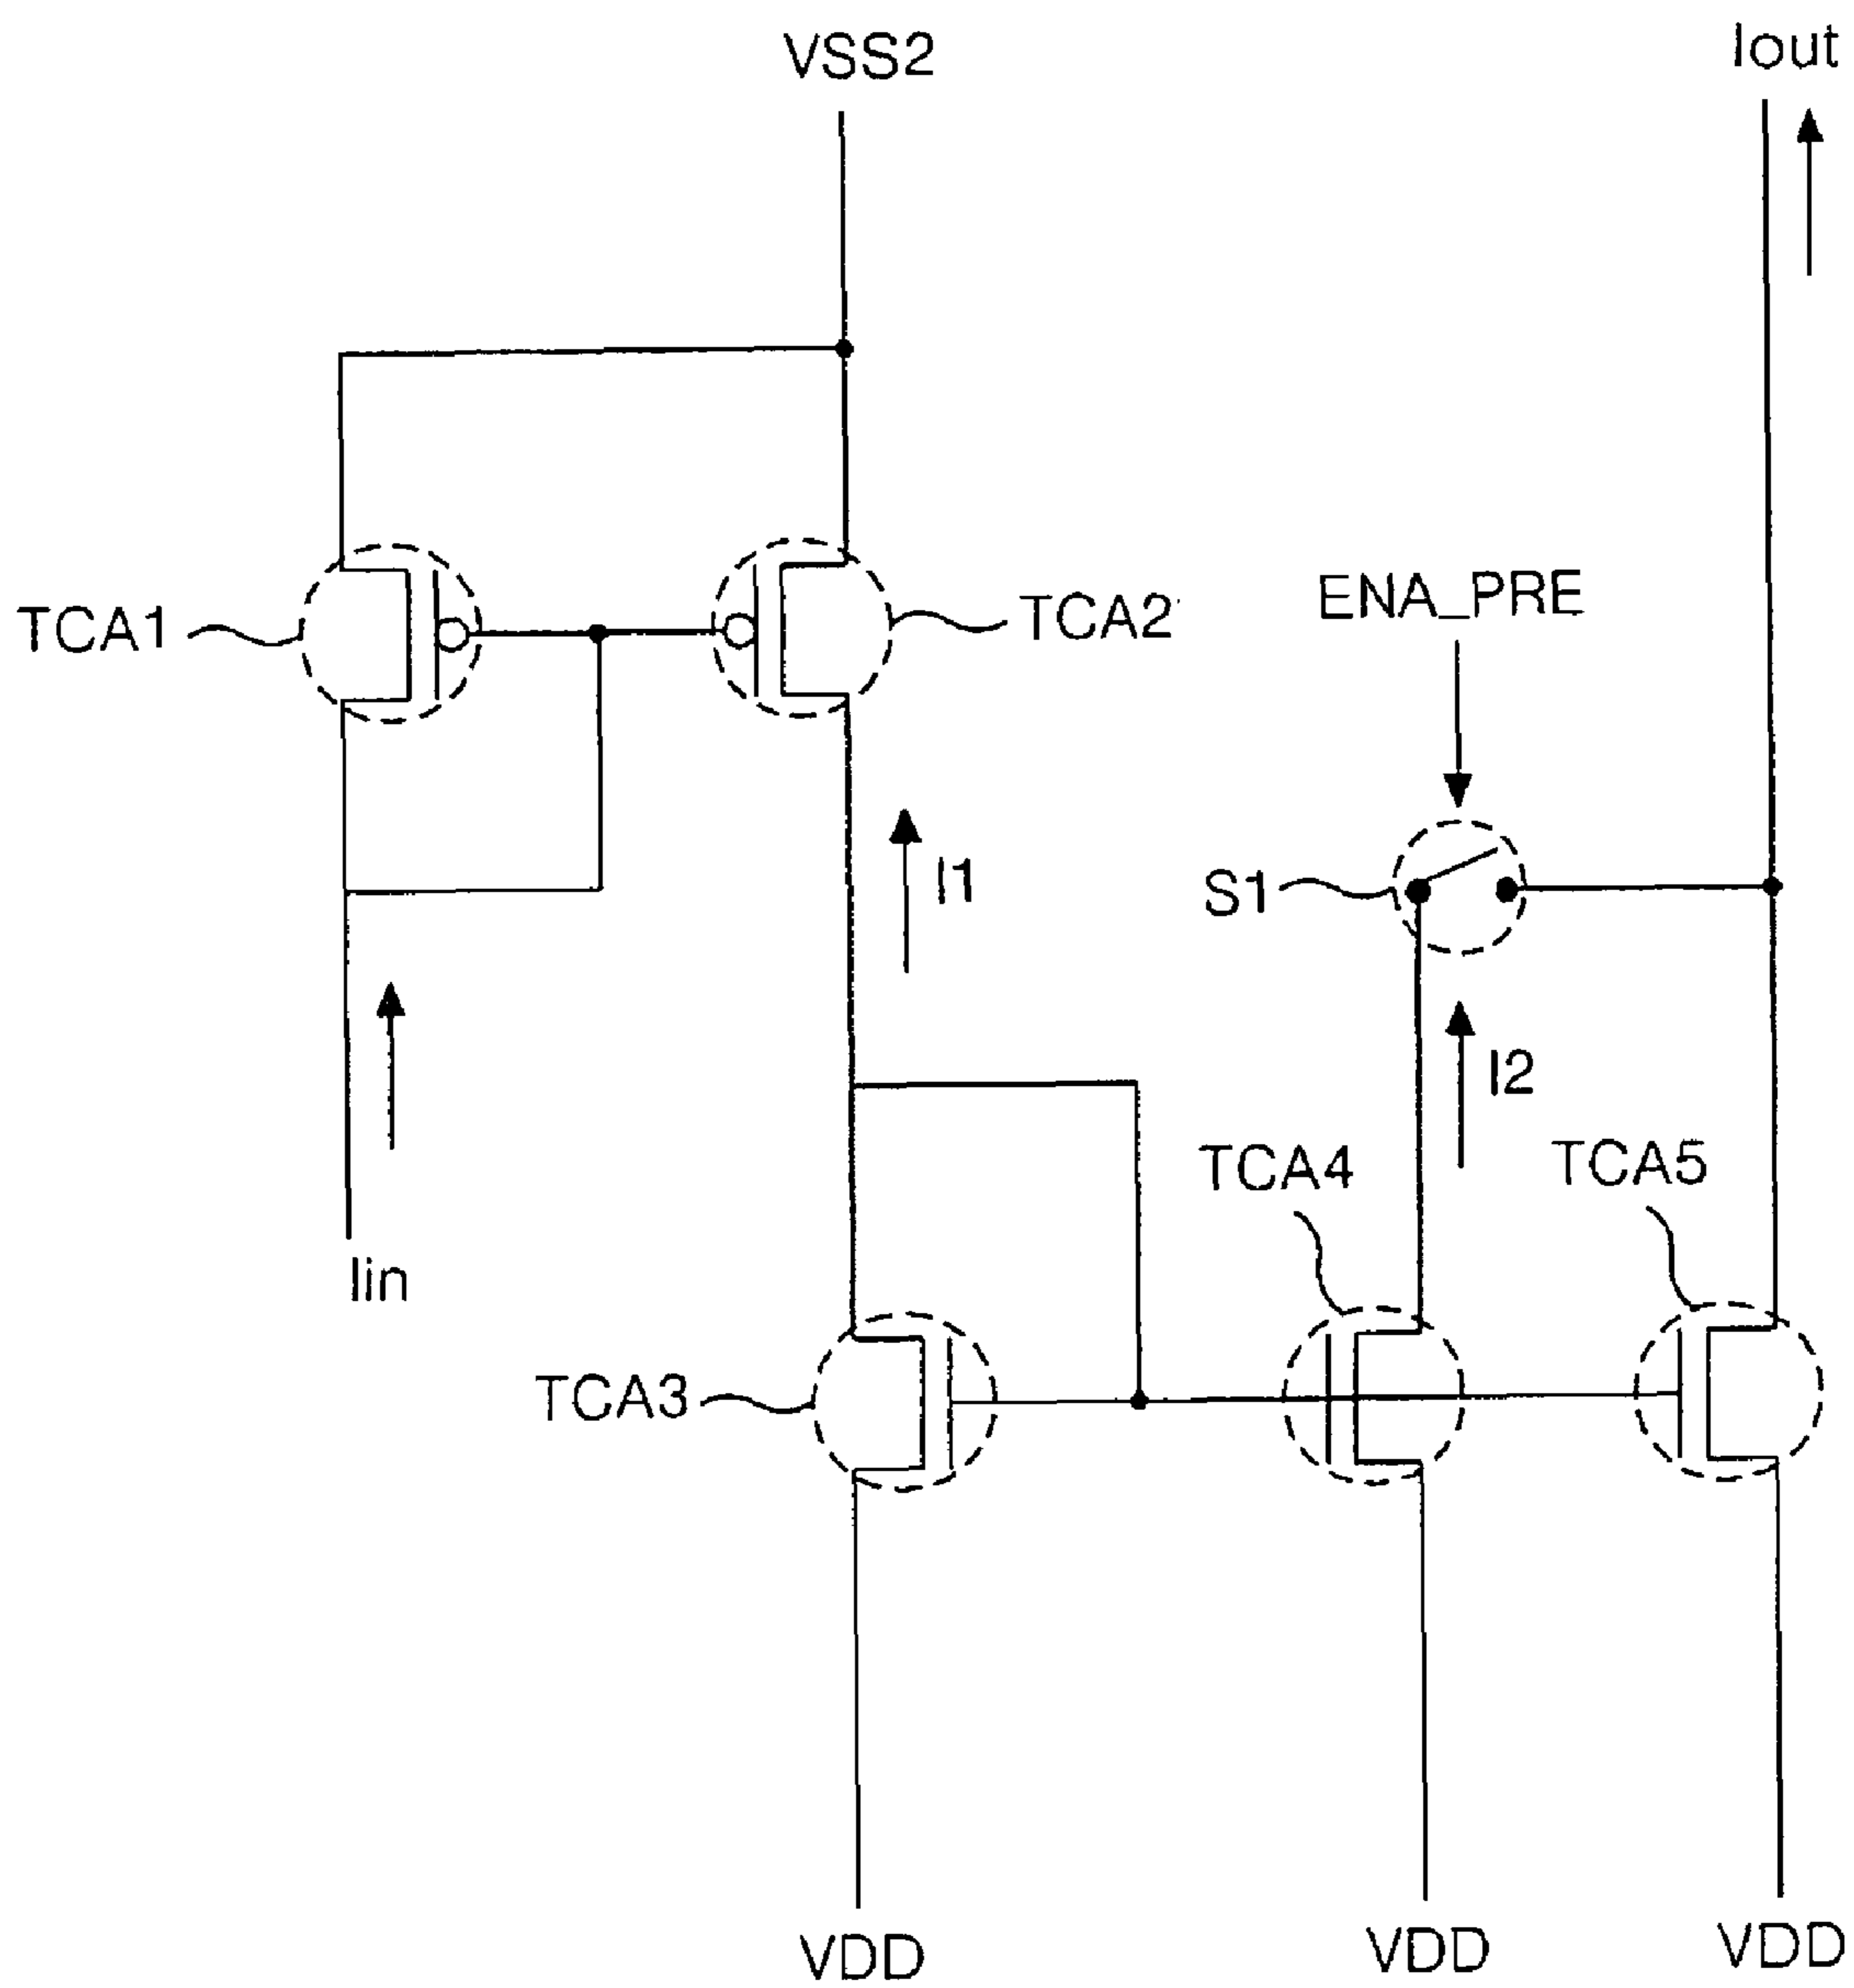 VSS2
Iout
TCA1
TCA2
ENA_PRE
I1
S1
I2
TCA4
TCA5
Iin
TCA3
VDD
VDD
VDD